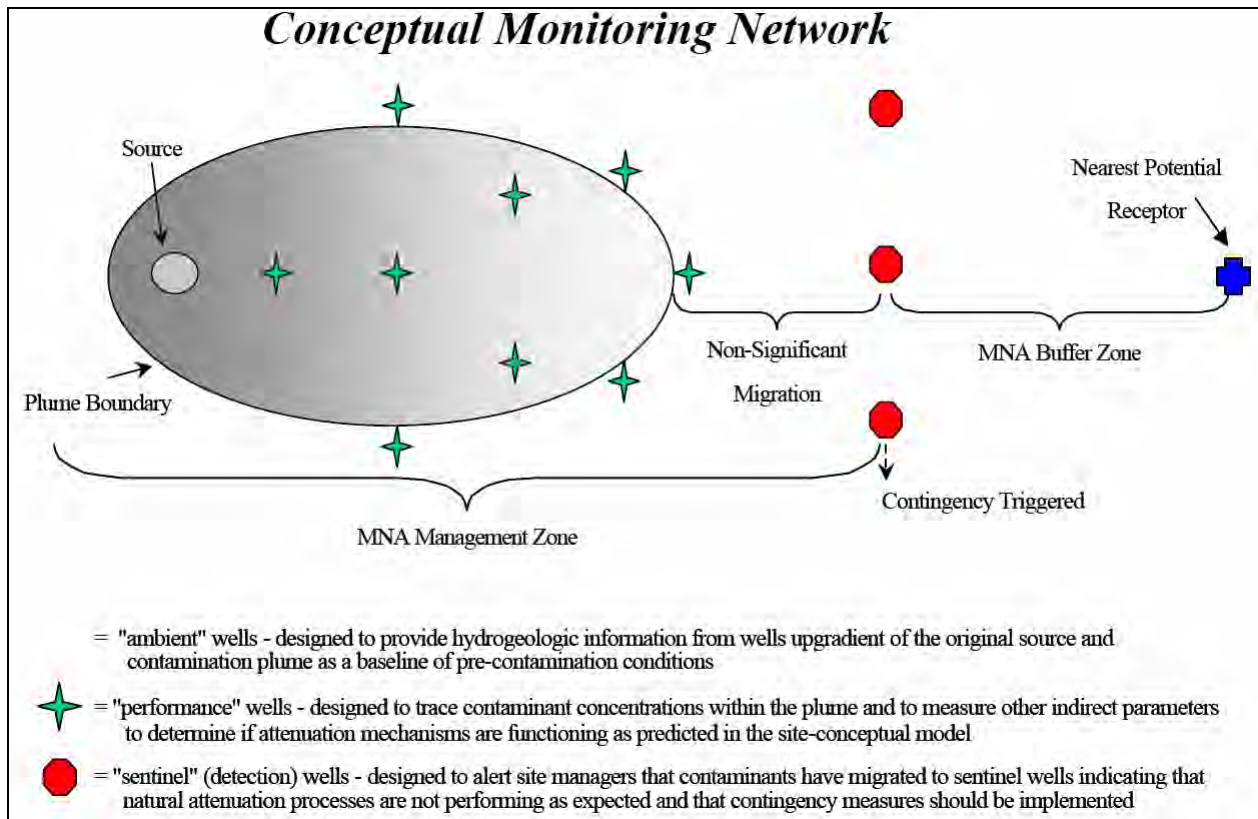 Conceptual Monitoring Network
Source
Nearest Potential
Receptor
Non-Significant
Migration
MNA Buffer Zone
Plume Boundary
Contingency Triggered
MNA Management Zone
= "ambient" wells - designed to provide hydrogeologic information from wells upgradient of the original source and
contamination plume as a baseline of pre-contamination conditions
= "performance" wells - designed to trace contaminant concentrations within the plume and to measure other indirect parameters
to determine if attenuation mechanisms are functioning as predicted in the site-conceptual model
= "sentinel" (detection) wells - designed to alert site managers that contaminants have migrated to sentinel wells indicating that
natural attenuation processes are not performing as expected and that contingency measures should be implemented